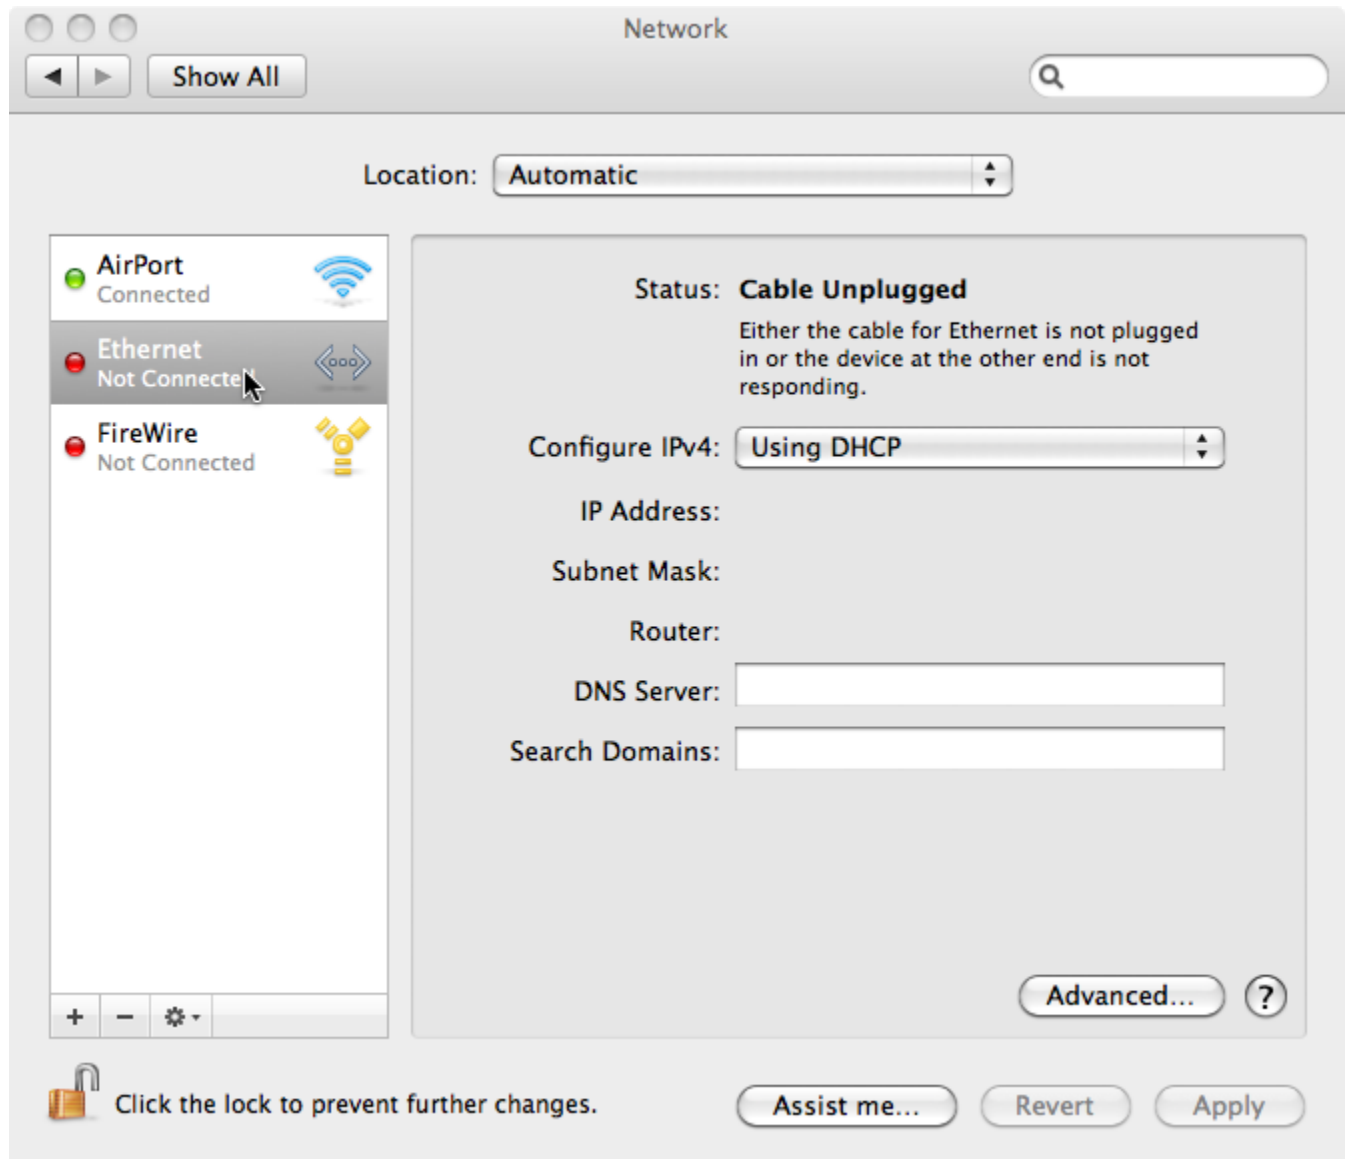 Network
Show All
Location: Automatic
AirPort
Connected
Ethernet
Not Connected
FireWire
Not Connected
Status: Cable Unplugged
Either the cable for Ethernet is not plugged
in or the device at the other end is not
responding.
Configure IPv4: Using DHCP
IP Address:
Subnet Mask:
Router:
DNS Server:
Search Domains:
Advanced... ?
Click the lock to prevent further changes.
Assist me... Revert Apply